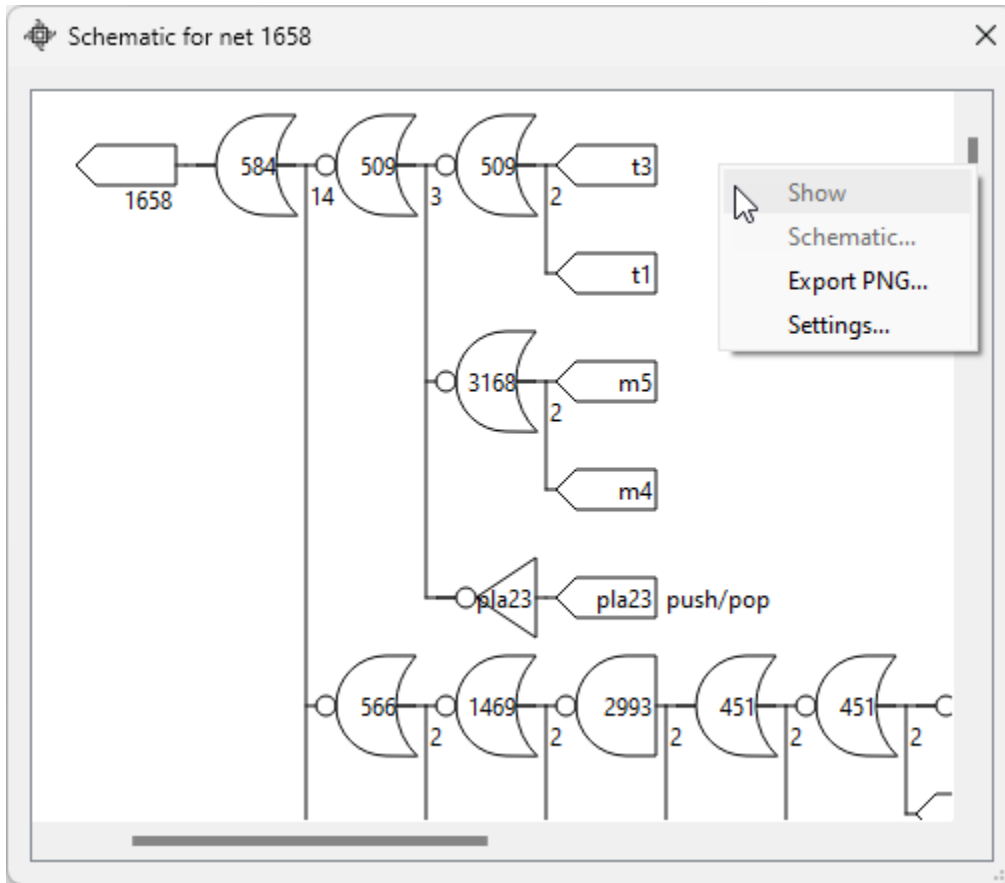 Schematic for net 1658
584 509 509 t3
1658 14 3 2
Show
Schematic...
t1
Export PNG...
Settings...
3168 m5
2
m4
pla23 pla23 push/pop
566 1469 2993 451 451
2 2 2 2 2